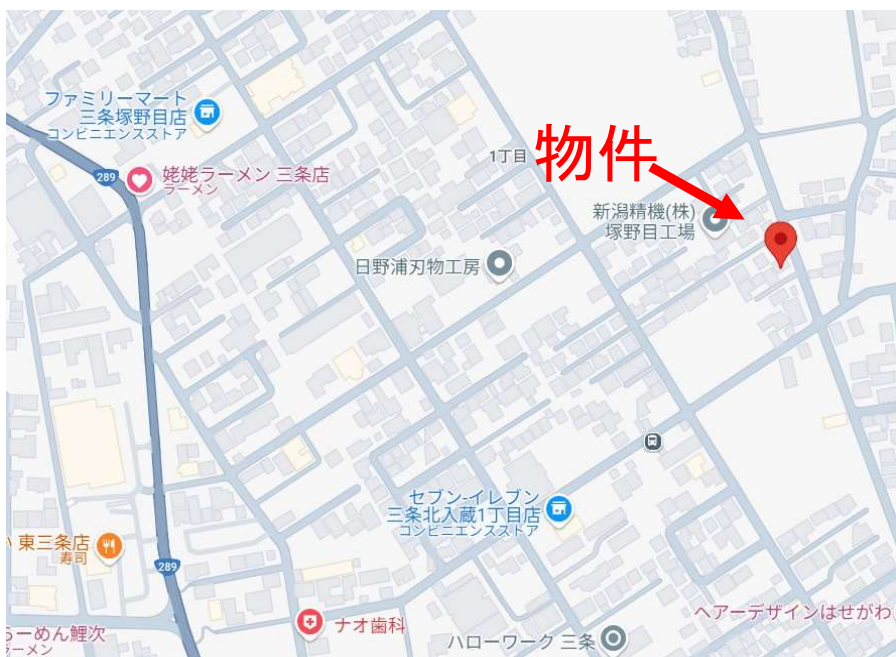 ファミリーマート
三条塚野目店
コンビニエンスストア
289
姥姥ラーメン 三条店
ラーメン
1丁目
物件
新潟精機(株)
塚野目工場
日野浦刃物工房
セブン-イレブン
三条北入蔵1丁目店
コンビニエンスストア
東三条店
寿司
289
ナオ歯科
ヘアーデザインはせがわ
らーめん鯉次
ラーメン
ハローワーク 三条